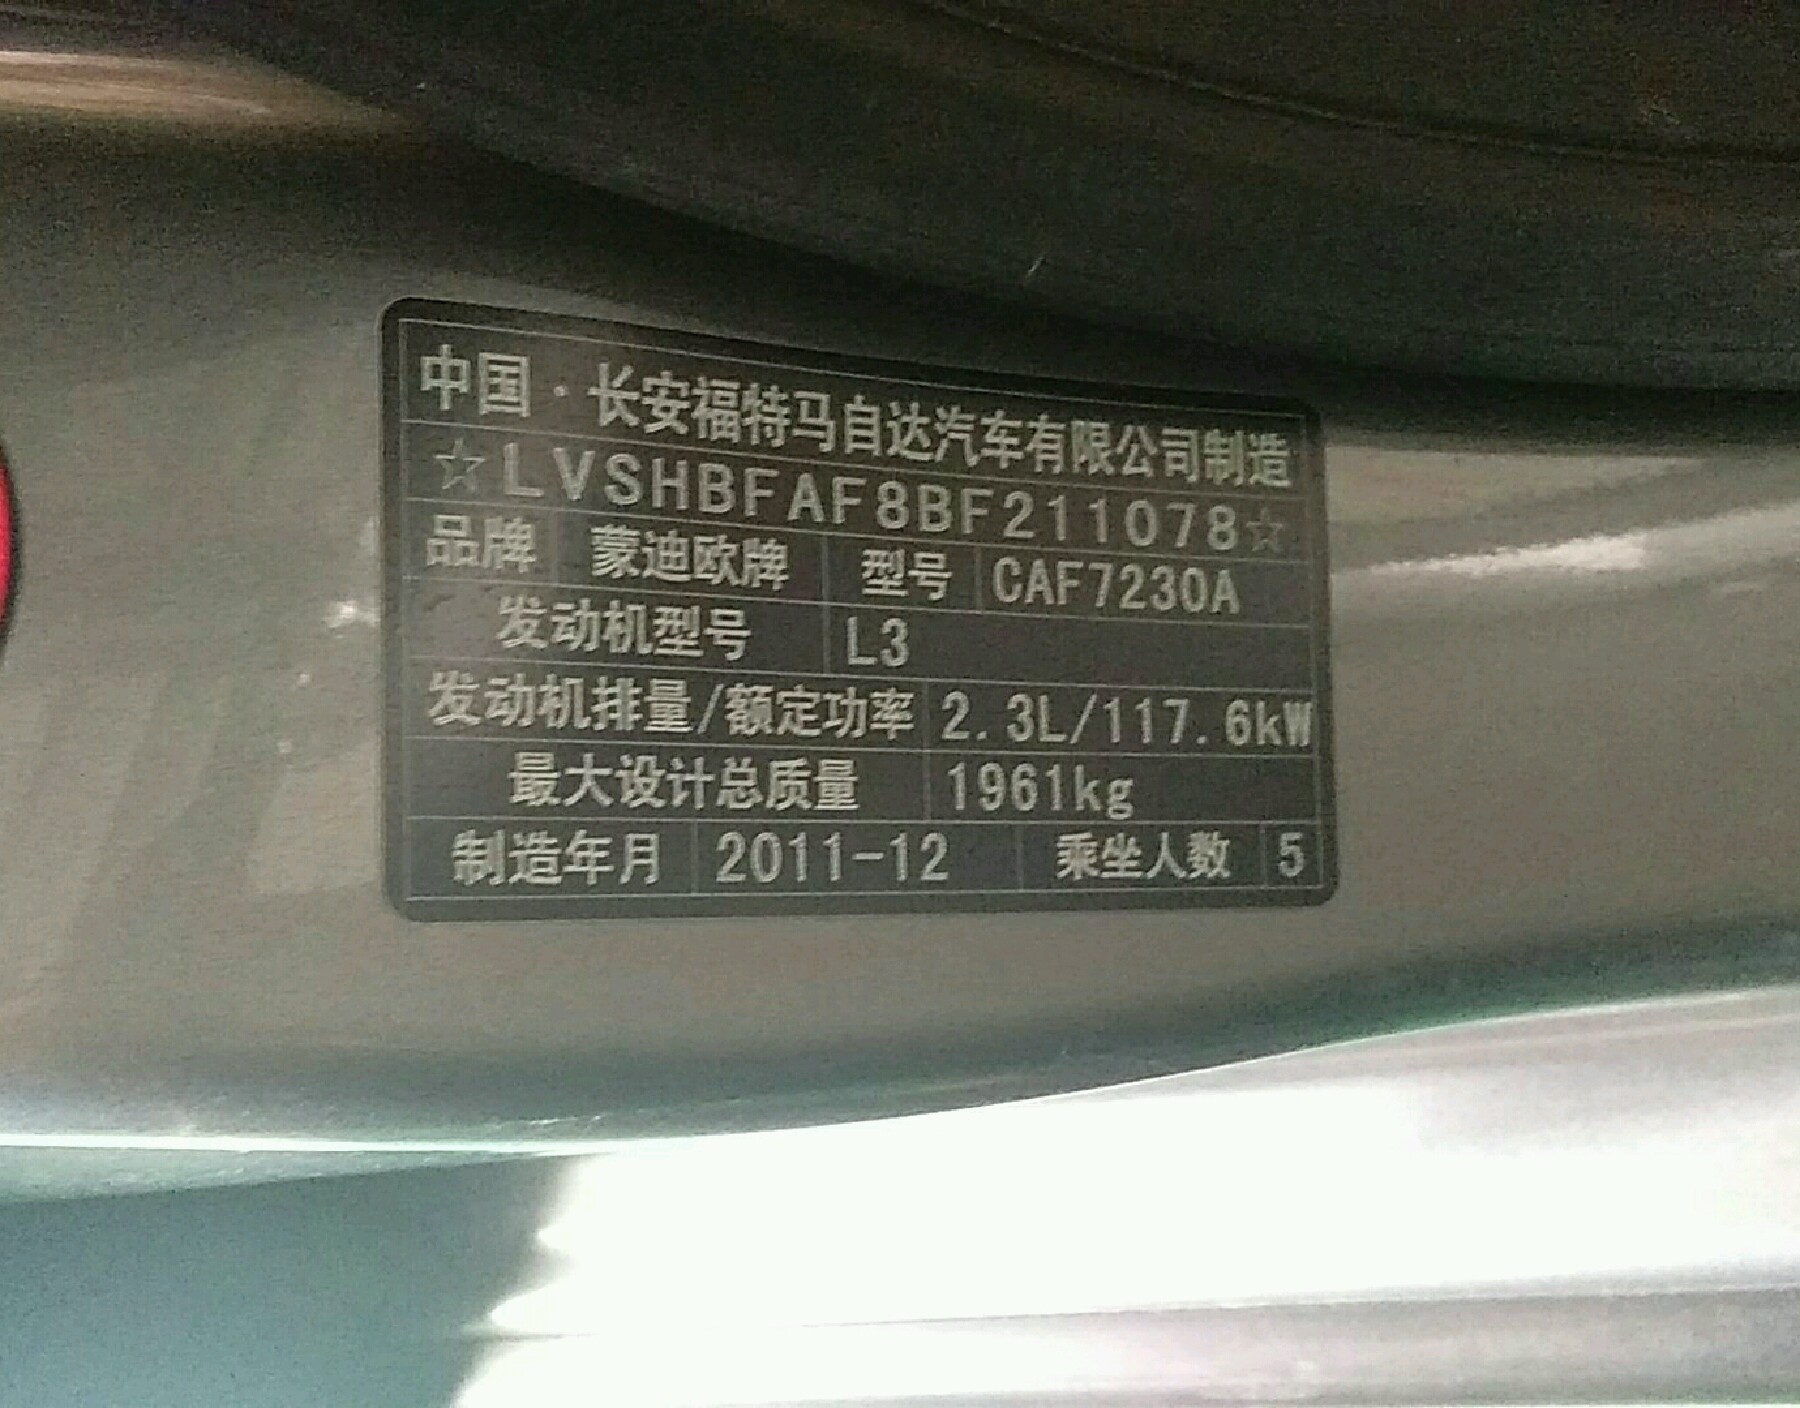 中国·长安福特马自达汽车有限公司制造
☆LVSHBFAF8BF211078☆
品牌 蒙迪欧牌 型号 CAF7230A
发动机型号 L3
发动机排量/额定功率 2.3L/117.6kW
最大设计总质量 1961kg
制造年月 2011-12 乘坐人数 5